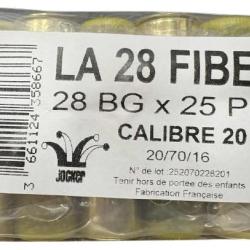 LA 28 FIBE
28 BG x 25 P
CALIBRE 20
20/70/16
N° de lot: 252070228201
Tenir hors de portée des enfants
Fabrication Française
Jocker
3 661124 358667